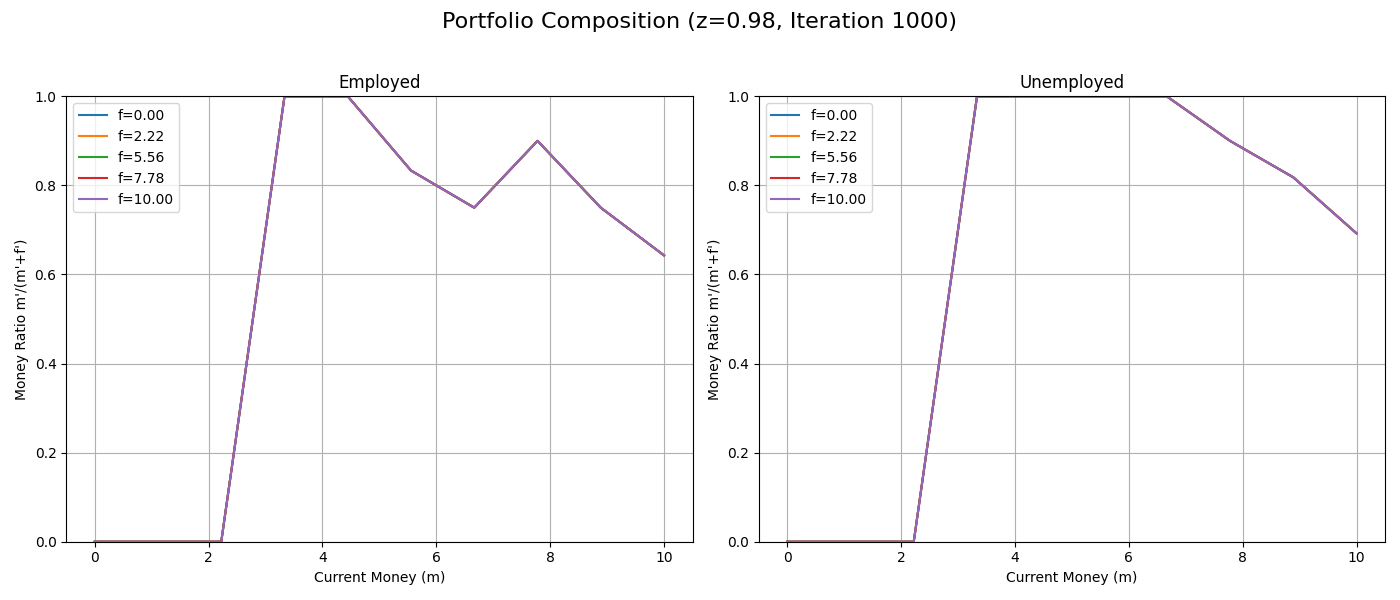 Portfolio Composition (z=0.98, Iteration 1000)
Employed
Money Ratio m'/(m'+f')
1.0
0.8
0.6
0.4
0.2
0.0
f=0.00
f=2.22
f=5.56
f=7.78
f=10.00
0 2 4 6 8 10
Current Money (m)
Unemployed
Money Ratio m'/(m'+f')
1.0
0.8
0.6
0.4
0.2
0.0
f=0.00
f=2.22
f=5.56
f=7.78
f=10.00
0 2 4 6 8 10
Current Money (m)